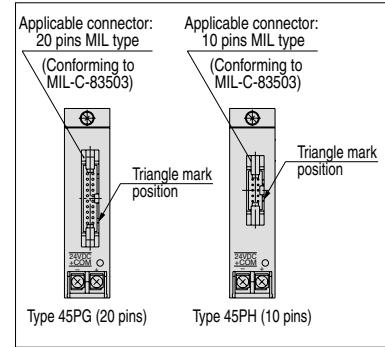 Applicable connector:
20 pins MIL type
(Conforming to
MIL-C-83503)
Triangle mark
position
24VDC
+COM
− +
Type 45PG (20 pins)
Applicable connector:
10 pins MIL type
(Conforming to
MIL-C-83503)
Triangle mark
position
24VDC
+COM
− +
Type 45PH (10 pins)